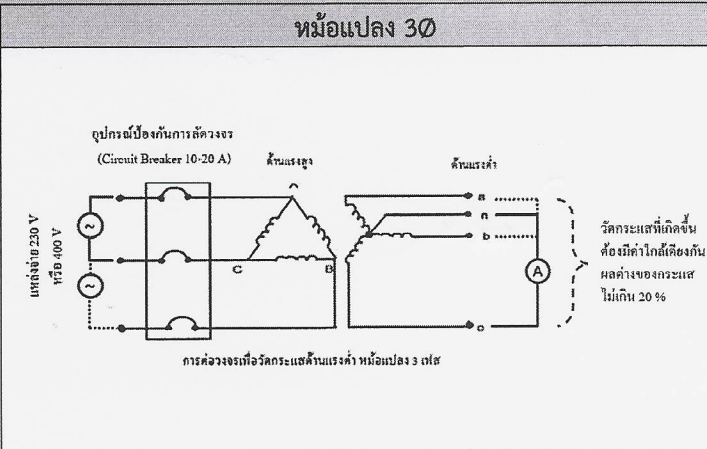 หม้อแปลง 3Ø
อุปกรณ์ป้องกันการลัดวงจร
(Circuit Breaker 10-20 A)
ด้านแรงสูง
ด้านแรงต่ำ
แหล่งจ่าย 230 V
หรือ 400 V
~
~
C
B
a
n
b
c
A
วัดกระแสที่เกิดขึ้น
ต้องมีค่าใกล้เคียงกัน
ผลต่างของกระแส
ไม่เกิน 20 %
การต่อวงจรเพื่อวัดกระแสด้านแรงต่ำ หม้อแปลง 3 เฟส